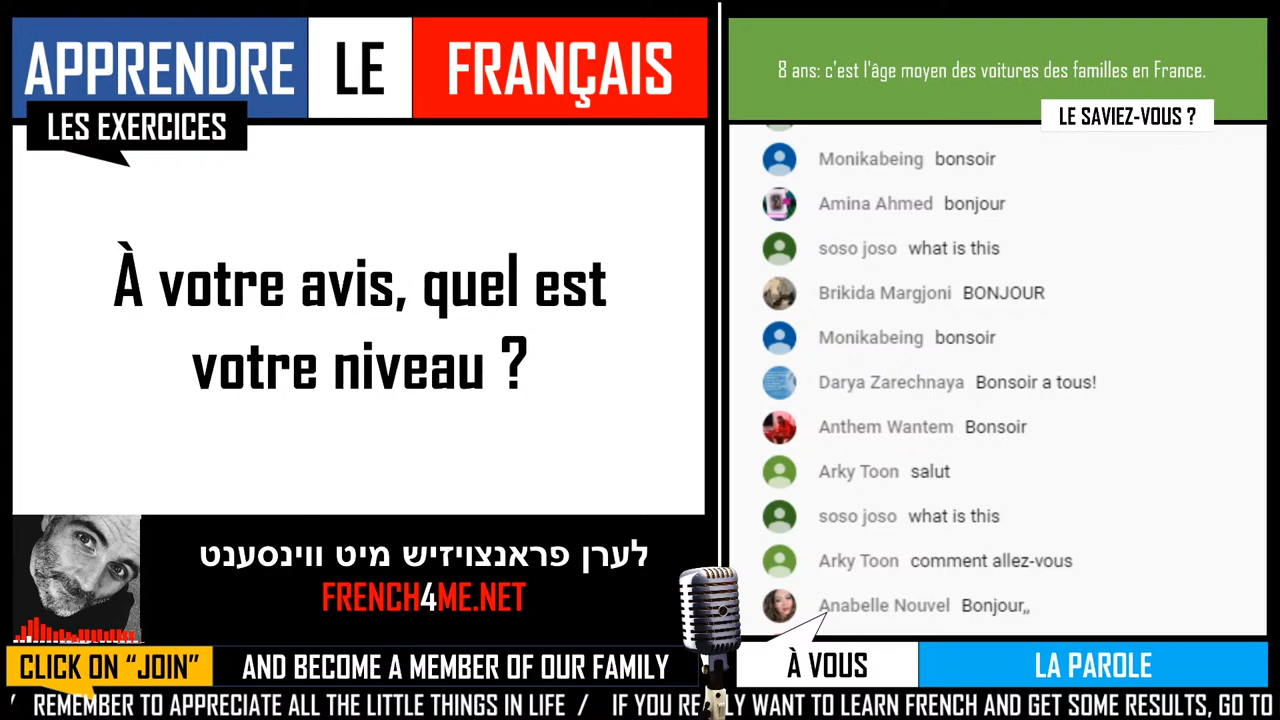 APPRENDRE LE FRANÇAIS
LES EXERCICES
À votre avis, quel est
votre niveau ?
לערן פראנצויזיש מיט ווינסענט
FRENCH4ME.NET
CLICK ON “JOIN” AND BECOME A MEMBER OF OUR FAMILY
8 ans: c'est l'âge moyen des voitures des familles en France.
LE SAVIEZ-VOUS ?
Monikabeing bonsoir
Amina Ahmed bonjour
soso joso what is this
Brikida Margjoni BONJOUR
Monikabeing bonsoir
Darya Zarechnaya Bonsoir a tous!
Anthem Wantem Bonsoir
Arky Toon salut
soso joso what is this
Arky Toon comment allez-vous
Anabelle Nouvel Bonjour,,
À VOUS LA PAROLE
REMEMBER TO APPRECIATE ALL THE LITTLE THINGS IN LIFE / IF YOU WANT TO LEARN FRENCH AND GET SOME RESULTS, GO TO